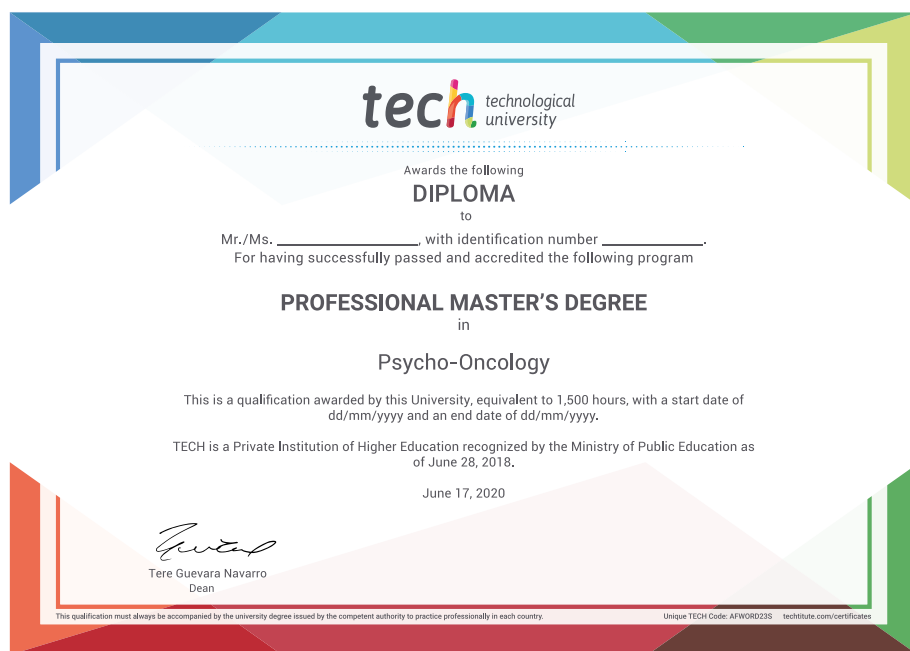 tech technological
university
Awards the following
DIPLOMA
to
Mr./Ms. ____________________, with identification number ______________.
For having successfully passed and accredited the following program
PROFESSIONAL MASTER'S DEGREE
in
Psycho-Oncology
This is a qualification awarded by this University, equivalent to 1,500 hours, with a start date of
dd/mm/yyyy and an end date of dd/mm/yyyy.
TECH is a Private Institution of Higher Education recognized by the Ministry of Public Education as
of June 28, 2018.
June 17, 2020
Tere Guevara Navarro
Dean
This qualification must always be accompanied by the university degree issued by the competent authority to practice professionally in each country.
Unique TECH Code: AFWORD23S techtitute.com/certificates